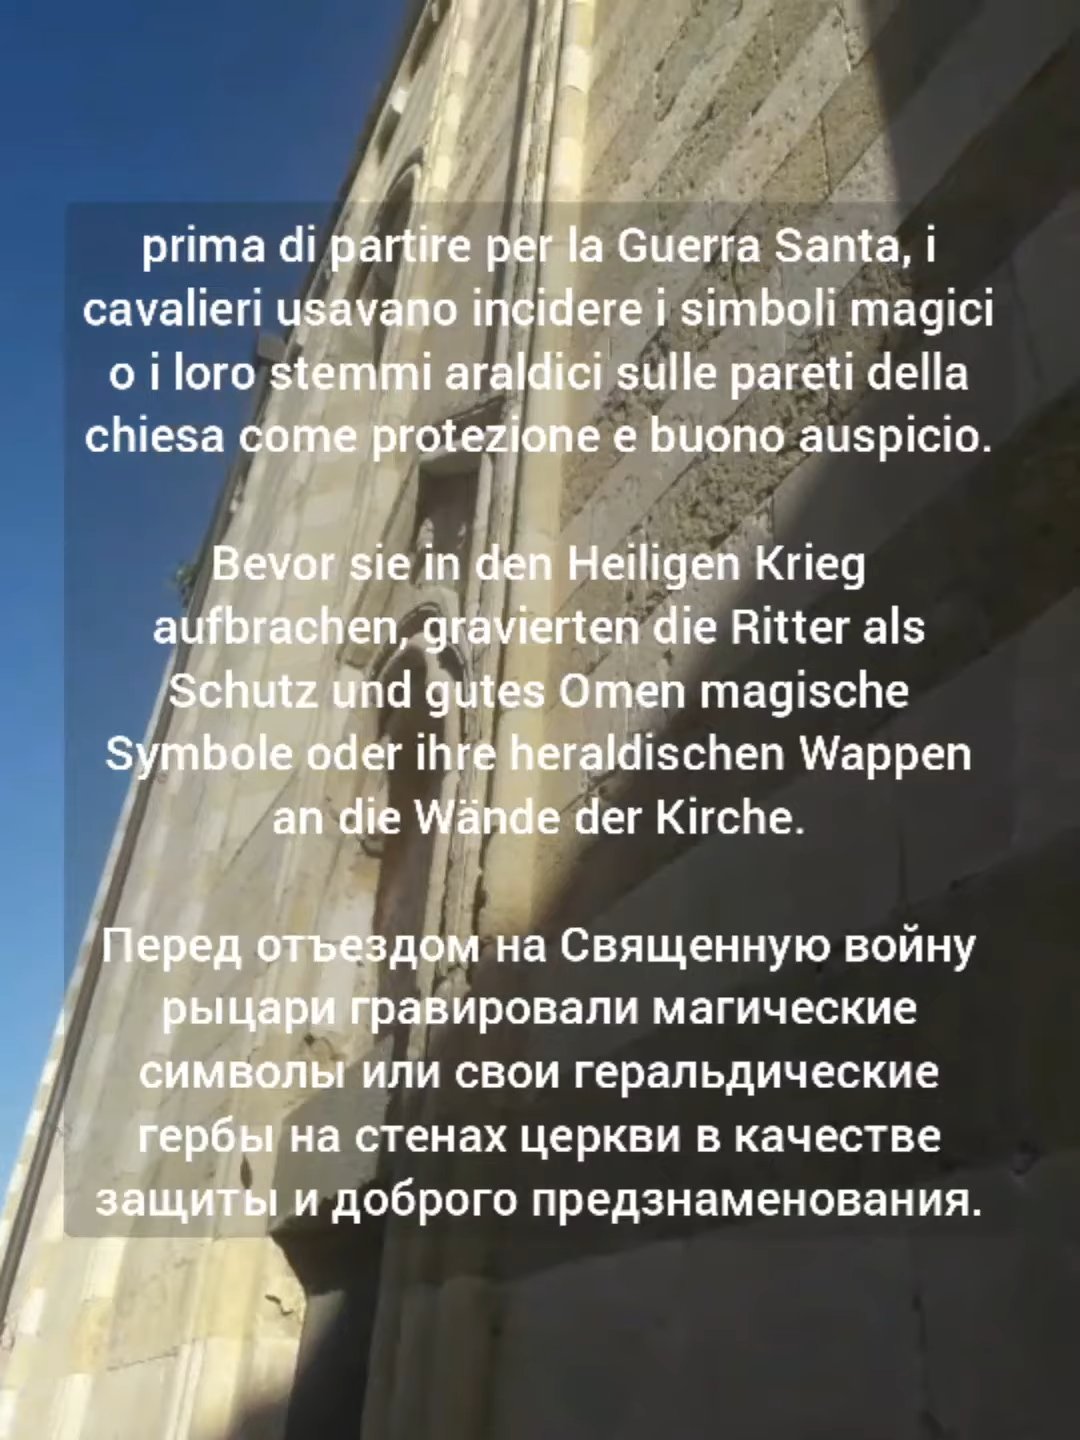 prima di partire per la Guerra Santa, i
cavalieri usavano incidere i simboli magici
o i loro stemmi araldici sulle pareti della
chiesa come protezione e buono auspicio.
Bevor sie in den Heiligen Krieg
aufbrachen, gravierten die Ritter als
Schutz und gutes Omen magische
Symbole oder ihre heraldischen Wappen
an die Wände der Kirche.
Перед отъездом на Священную войну
рыцари гравировали магические
символы или свои геральдические
гербы на стенах церкви в качестве
защиты и доброго предзнаменования.